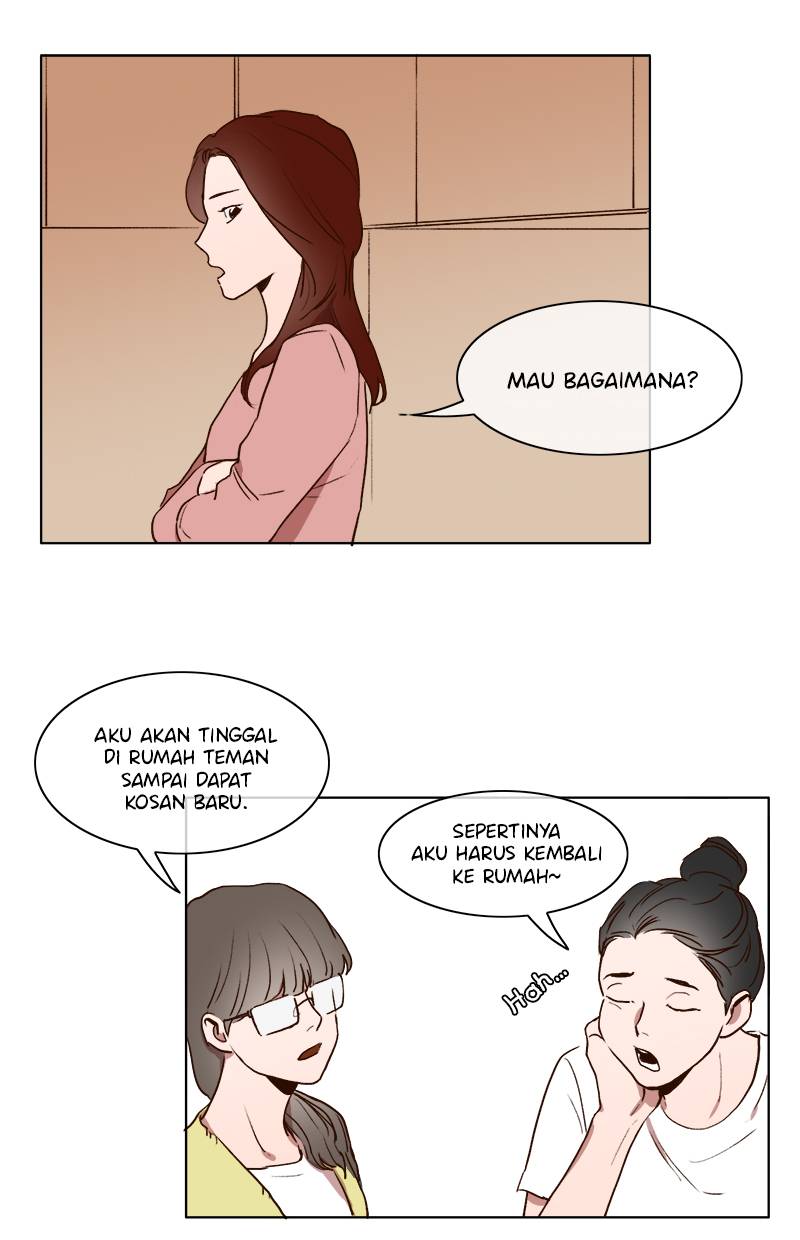 MAU BAGAIMANA?
AKU AKAN TINGGAL
DI RUMAH TEMAN
SAMPAI DAPAT
KOSAN BARU.
SEPERTINYA
AKU HARUS KEMBALI
KE RUMAH~
Hah...